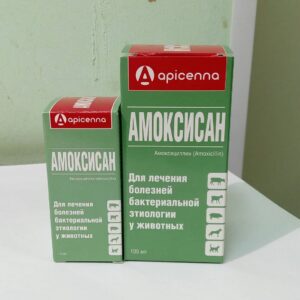 apicenna
АМОКСИСАН
Для лечения
болезней
бактериальной
этиологии
у животных
apicenna
АМОКСИСАН
Амоксициллин (Amoxicillin)
Для лечения
болезней
бактериальной
этиологии
у животных
100 мл